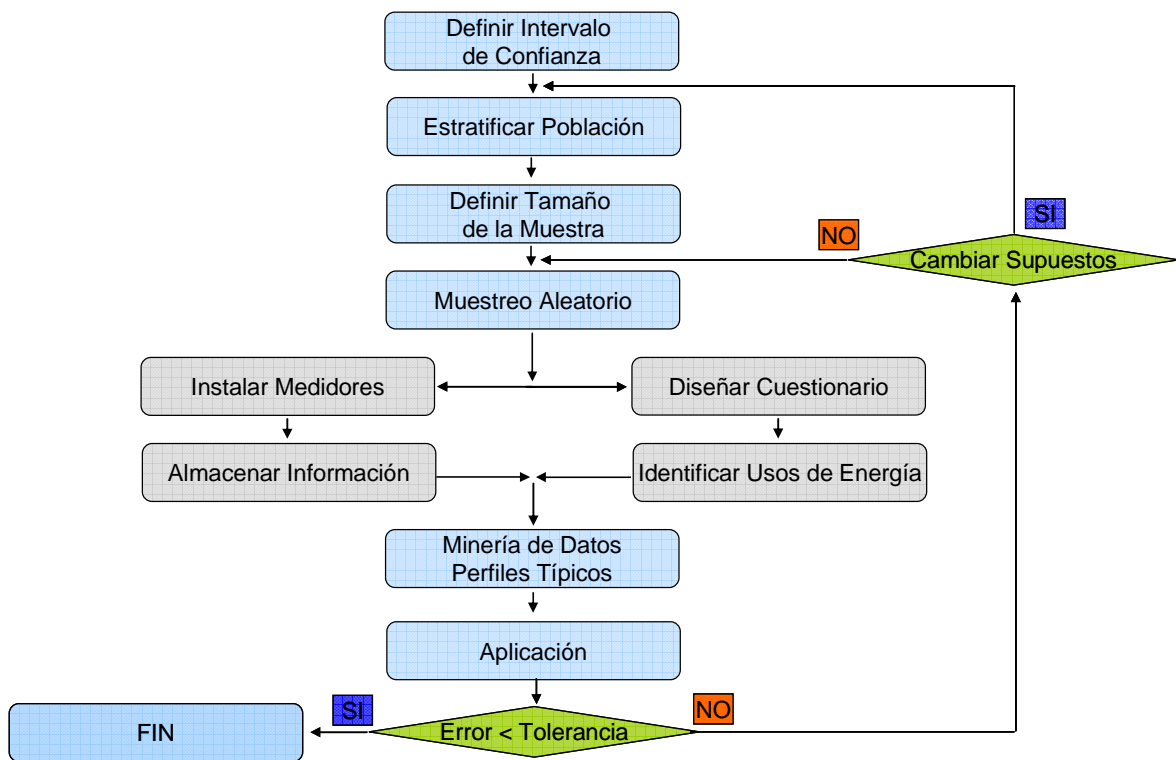 Definir Intervalo
de Confianza
Estratificar Población
Definir Tamaño
de la Muestra
SI
NO
Cambiar Supuestos
Muestreo Aleatorio
Instalar Medidores
Diseñar Cuestionario
Almacenar Información
Identificar Usos de Energía
Minería de Datos
Perfiles Típicos
Aplicación
SI
NO
FIN
Error < Tolerancia